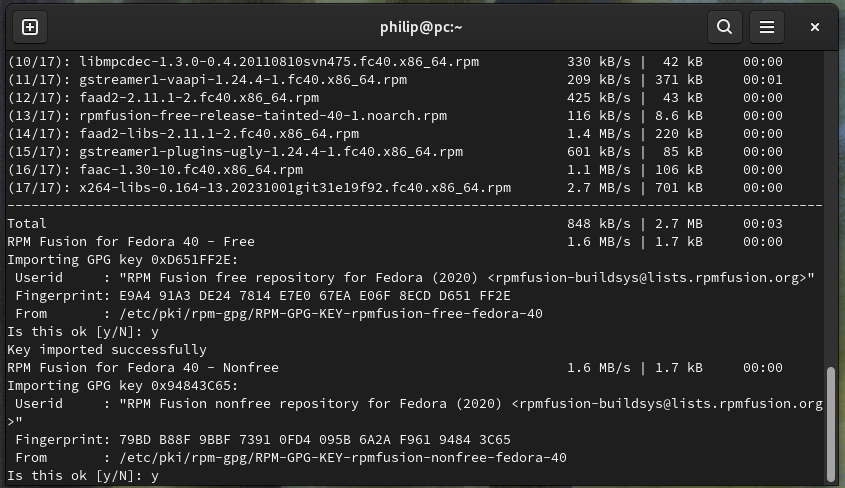 philip@pc:~
(10/17): libmpcdec-1.3.0-0.4.20110810svn475.fc40.x86_64.rpm 330 kB/s | 42 kB 00:00
(11/17): gstreamer1-vaapi-1.24.4-1.fc40.x86_64.rpm 209 kB/s | 371 kB 00:01
(12/17): faad2-2.11.1-2.fc40.x86_64.rpm 425 kB/s | 43 kB 00:00
(13/17): rpmfusion-free-release-tainted-40-1.noarch.rpm 116 kB/s | 8.6 kB 00:00
(14/17): faad2-libs-2.11.1-2.fc40.x86_64.rpm 1.4 MB/s | 220 kB 00:00
(15/17): gstreamer1-plugins-ugly-1.24.4-1.fc40.x86_64.rpm 601 kB/s | 85 kB 00:00
(16/17): faac-1.30-10.fc40.x86_64.rpm 1.1 MB/s | 106 kB 00:00
(17/17): x264-libs-0.164-13.20231001git31e19f92.fc40.x86_64.rpm 2.7 MB/s | 701 kB 00:00
--------------------------------------------------------------------------------
Total 848 kB/s | 2.7 MB 00:03
RPM Fusion for Fedora 40 - Free 1.6 MB/s | 1.7 kB 00:00
Importing GPG key 0xD651FF2E:
Userid : "RPM Fusion free repository for Fedora (2020) <rpmfusion-buildsys@lists.rpmfusion.org>"
Fingerprint: E9A4 91A3 DE24 7814 E7E0 67EA E06F 8ECD D651 FF2E
From : /etc/pki/rpm-gpg/RPM-GPG-KEY-rpmfusion-free-fedora-40
Is this ok [y/N]: y
Key imported successfully
RPM Fusion for Fedora 40 - Nonfree 1.6 MB/s | 1.7 kB 00:00
Importing GPG key 0x94843C65:
Userid : "RPM Fusion nonfree repository for Fedora (2020) <rpmfusion-buildsys@lists.rpmfusion.org
>"
Fingerprint: 79BD B88F 9BBF 7391 0FD4 095B 6A2A F961 9484 3C65
From : /etc/pki/rpm-gpg/RPM-GPG-KEY-rpmfusion-nonfree-fedora-40
Is this ok [y/N]: y